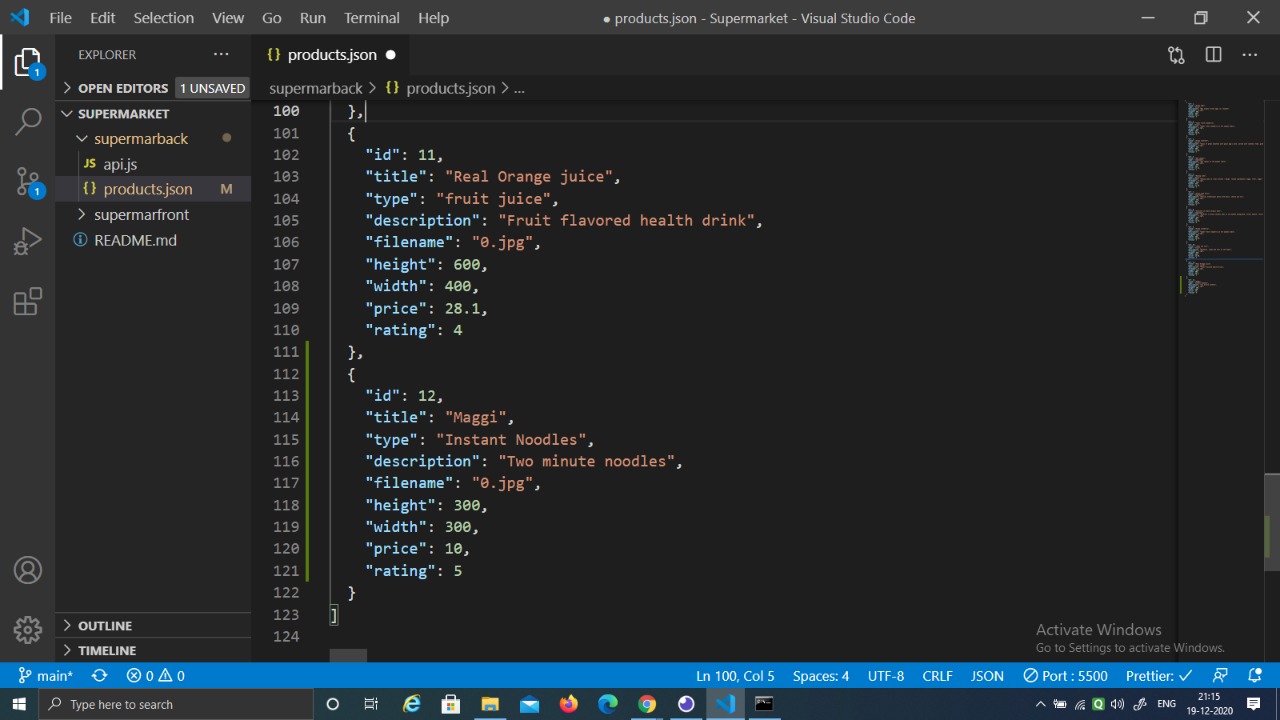 File Edit Selection View Go Run Terminal Help
● products.json - Supermarket - Visual Studio Code
EXPLORER
{} products.json ●
OPEN EDITORS 1 UNSAVED
supermarback > {} products.json > ...
SUPERMARKET
supermarback
JS api.js
{} products.json M
supermarfront
README.md
1
1
OUTLINE
TIMELINE
100 },
101 {
102 "id": 11,
103 "title": "Real Orange juice",
104 "type": "fruit juice",
105 "description": "Fruit flavored health drink",
106 "filename": "0.jpg",
107 "height": 600,
108 "width": 400,
109 "price": 28.1,
110 "rating": 4
111 },
112 {
113 "id": 12,
114 "title": "Maggi",
115 "type": "Instant Noodles",
116 "description": "Two minute noodles",
117 "filename": "0.jpg",
118 "height": 300,
119 "width": 300,
120 "price": 10,
121 "rating": 5
122 }
123 ]
124
Activate Windows
Go to Settings to activate Windows.
main* 0 0 Ln 100, Col 5 Spaces: 4 UTF-8 CRLF JSON Port : 5500 Prettier: ✓
Type here to search
ENG
21:15
19-12-2020